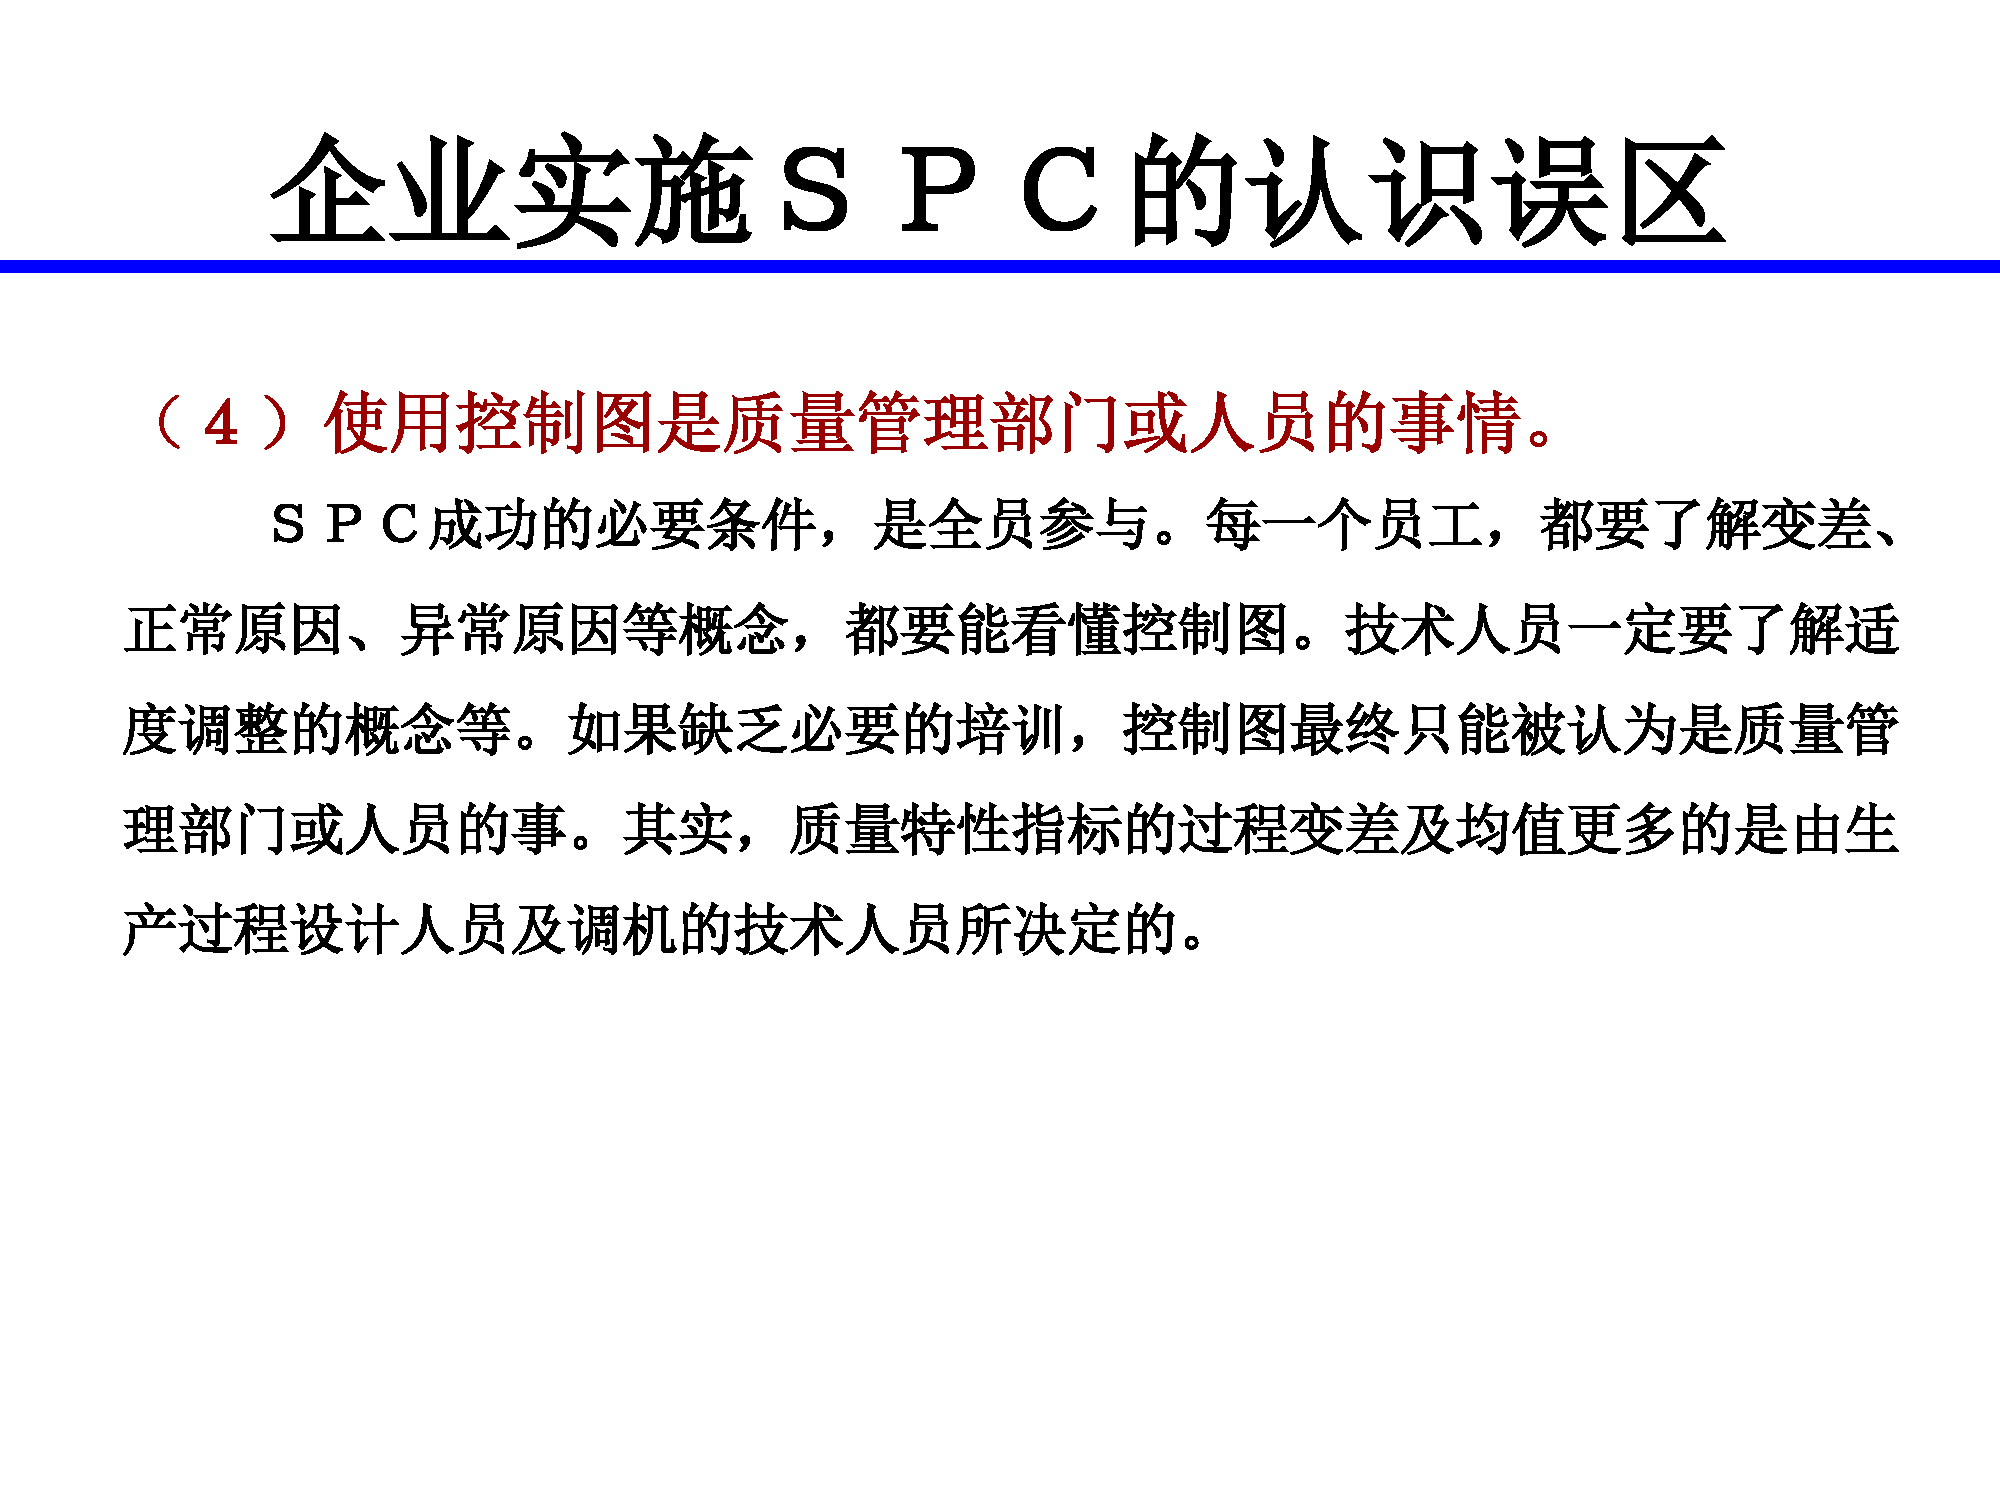 企业实施ＳＰＣ的认识误区
（４）使用控制图是质量管理部门或人员的事情。
ＳＰＣ成功的必要条件，是全员参与。每一个员工，都要了解变差、
正常原因、异常原因等概念，都要能看懂控制图。技术人员一定要了解适
度调整的概念等。如果缺乏必要的培训，控制图最终只能被认为是质量管
理部门或人员的事。其实，质量特性指标的过程变差及均值更多的是由生
产过程设计人员及调机的技术人员所决定的。